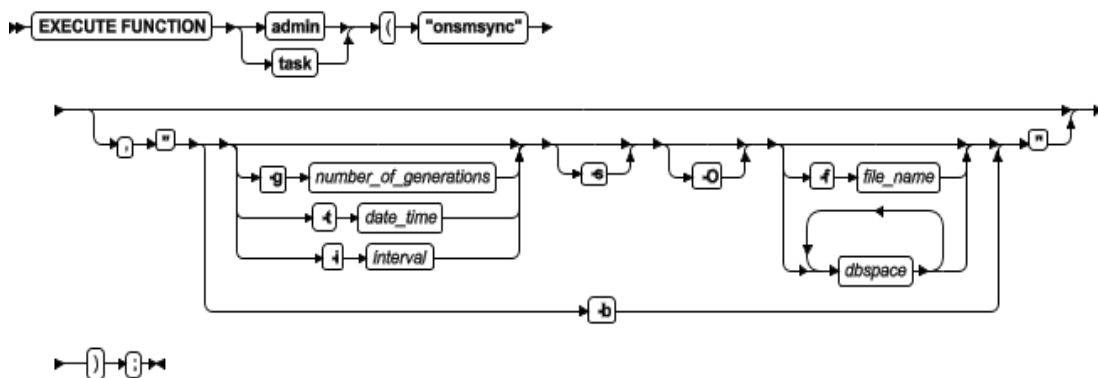 EXECUTE FUNCTION admin ( "onsmsync"
task
, " "
-g number_of_generations -s -O -f file_name
-t date_time
-i interval dbspace
-b
) ;